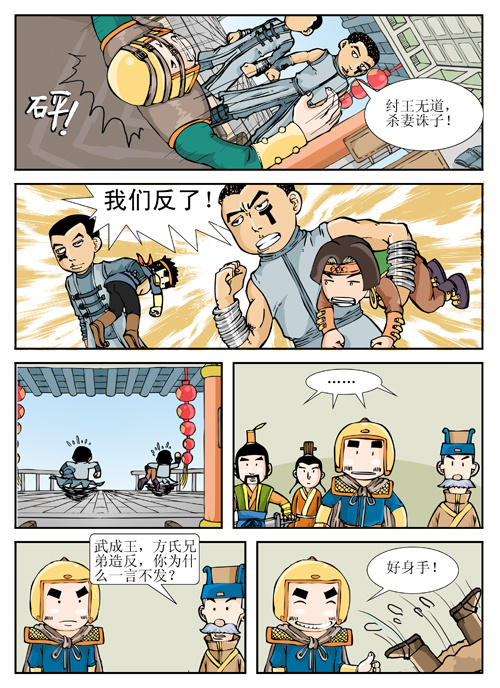 砰!
纣王无道，
杀妻诛子！
我们反了！
……
武成王，方氏兄
弟造反，你为什
么一言不发？
好身手！